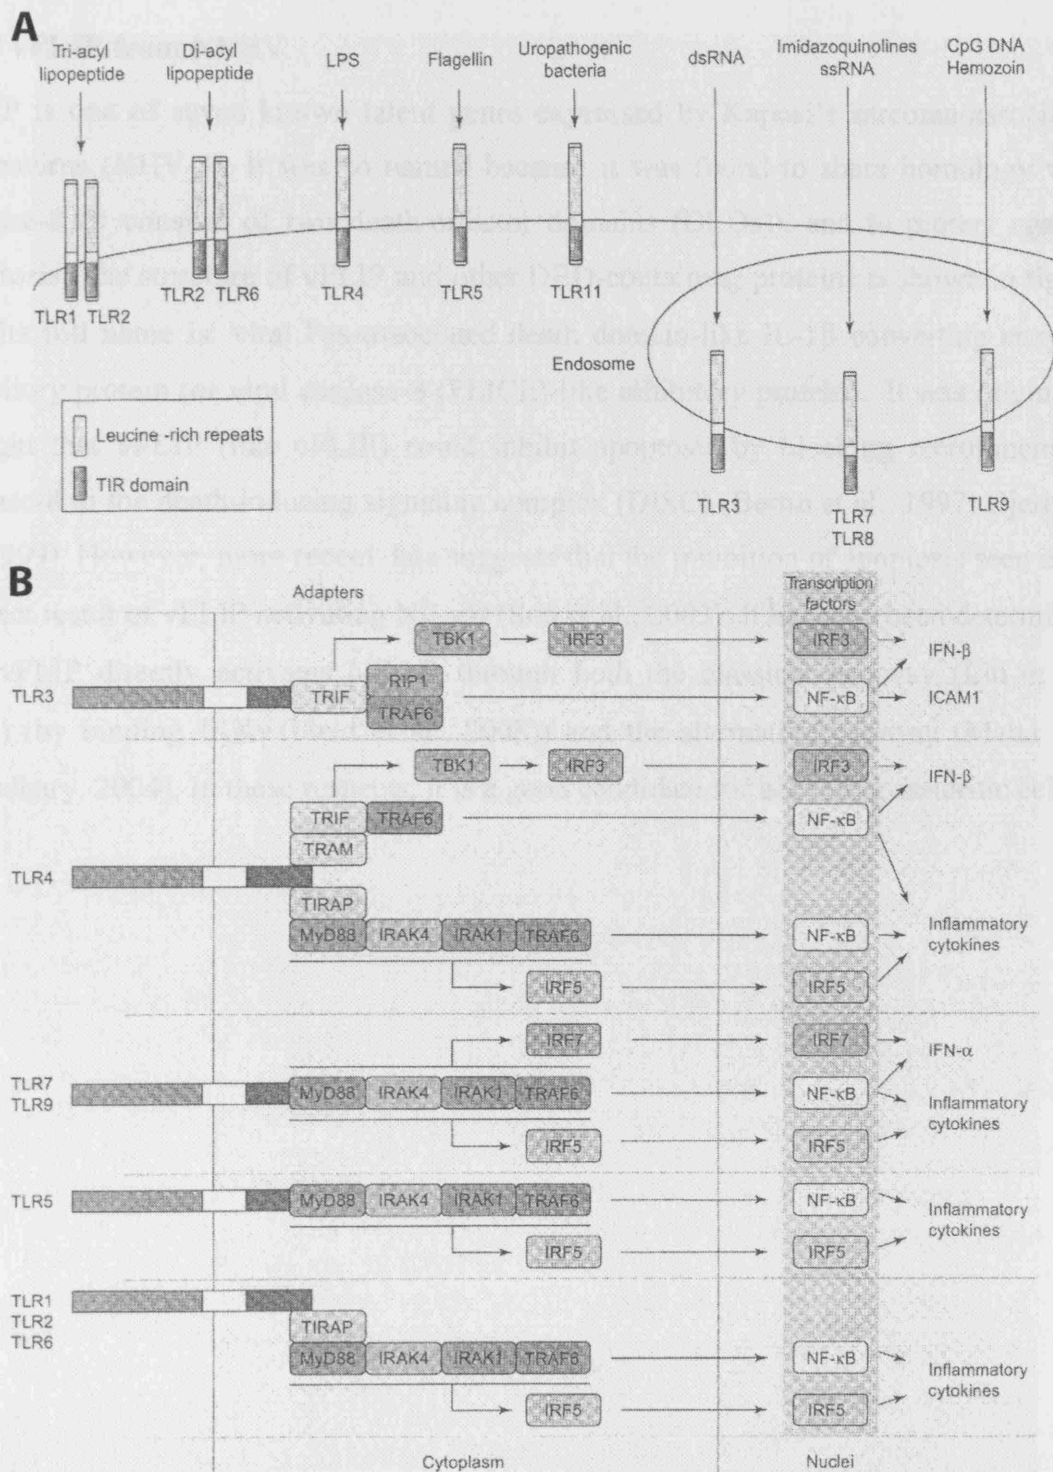 A
Tri-acyl lipopeptide
Di-acyl lipopeptide
LPS
Flagellin
Uropathogenic bacteria
dsRNA
Imidazoquinolines ssRNA
CpG DNA Hemozoin
TLR1 TLR2
TLR2 TLR6
TLR4
TLR5
TLR11
Endosome
TLR3
TLR7
TLR8
TLR9
Leucine -rich repeats
TIR domain
B
Adapters
Transcription factors
TBK1 IRF3 IRF3 IFN-β
TLR3 TRIF RIP1 TRAF6 NF-κB ICAM1
TBK1 IRF3 IRF3 IFN-β
TRIF TRAF6 NF-κB
TRAM
TLR4
TIRAP
MyD88 IRAK4 IRAK1 TRAF6 NF-κB Inflammatory cytokines
IRF5 IRF5
IRF7 IRF7 IFN-α
TLR7
TLR9
MyD88 IRAK4 IRAK1 TRAF6 NF-κB Inflammatory cytokines
IRF5 IRF5
TLR5 MyD88 IRAK4 IRAK1 TRAF6 NF-κB Inflammatory cytokines
IRF5 IRF5
TLR1
TLR2
TLR6
TIRAP
MyD88 IRAK4 IRAK1 TRAF6 NF-κB Inflammatory cytokines
IRF5 IRF5
Cytoplasm Nuclei